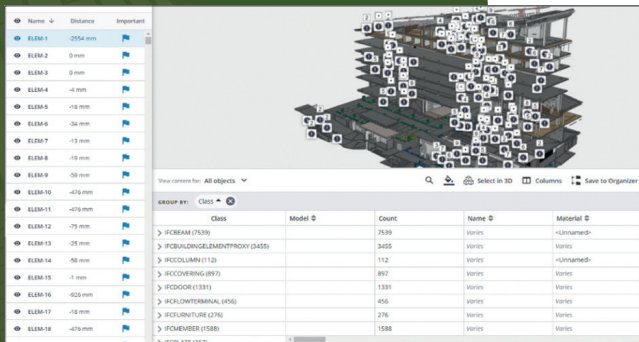 Name ↓ Distance Important
ELEM-1 -2554 mm
ELEM-2 0 mm
ELEM-3 0 mm
ELEM-4 -4 mm
ELEM-5 -16 mm
ELEM-6 -34 mm
ELEM-7 -13 mm
ELEM-8 -19 mm
ELEM-9 -59 mm
ELEM-10 -476 mm
ELEM-11 -476 mm
ELEM-12 -75 mm
ELEM-13 -25 mm
ELEM-14 -58 mm
ELEM-15 -1 mm
ELEM-16 -926 mm
ELEM-17 -18 mm
ELEM-18 -476 mm
View content for: All objects Select in 3D Columns Save to Organizer
GROUP BY: Class
Class Model Count Name Material
IFCBEAM (7539) 7539 Varies <Unnamed>
IFCBUILDINGELEMENTPROXY (3455) 3455 Varies Varies
IFCCOLUMN (112) 112 Varies <Unnamed>
IFCCOVERING (897) 897 Varies Varies
IFCDOOR (1331) 1331 Varies Varies
IFCFLOWTERMINAL (456) 456 Varies Varies
IFCFURNITURE (276) 276 Varies Varies
IFCMEMBER (1588) 1588 Varies Varies